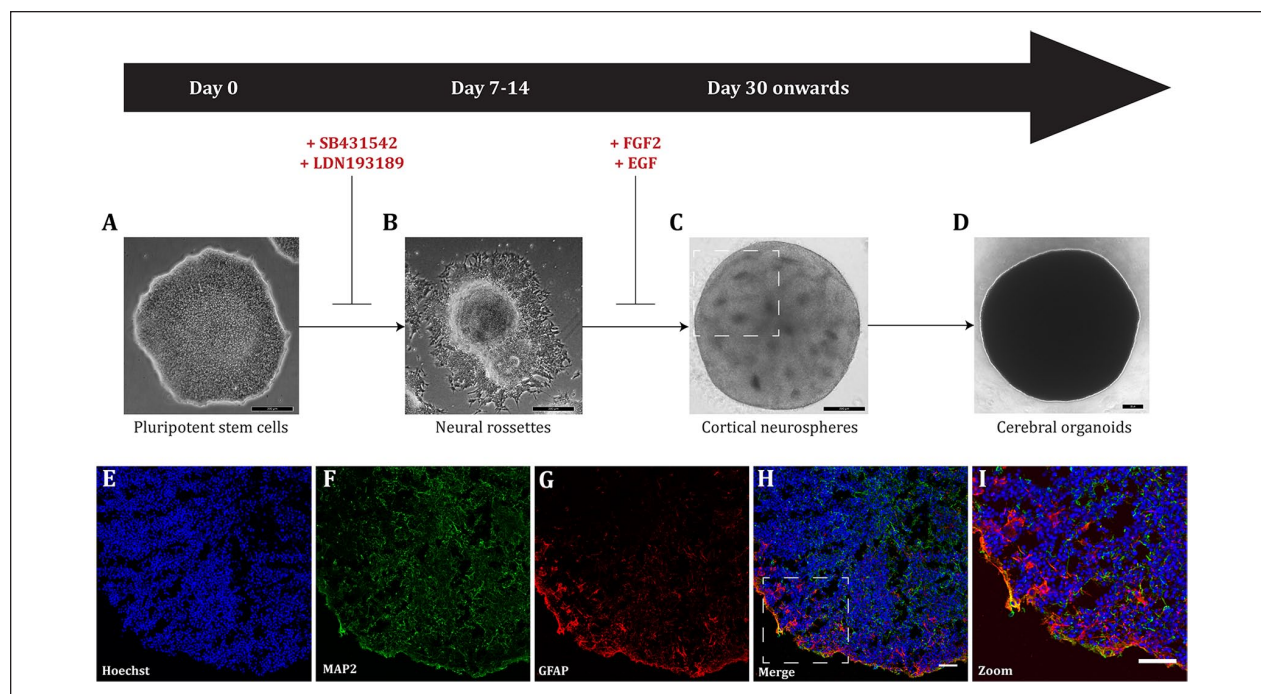 Day 0
Day 7-14
Day 30 onwards
+ SB431542
+ LDN193189
+ FGF2
+ EGF
A
B
C
D
Pluripotent stem cells
Neural rossettes
Cortical neurospheres
Cerebral organoids
E
F
G
H
I
Hoechst
MAP2
GFAP
Merge
Zoom